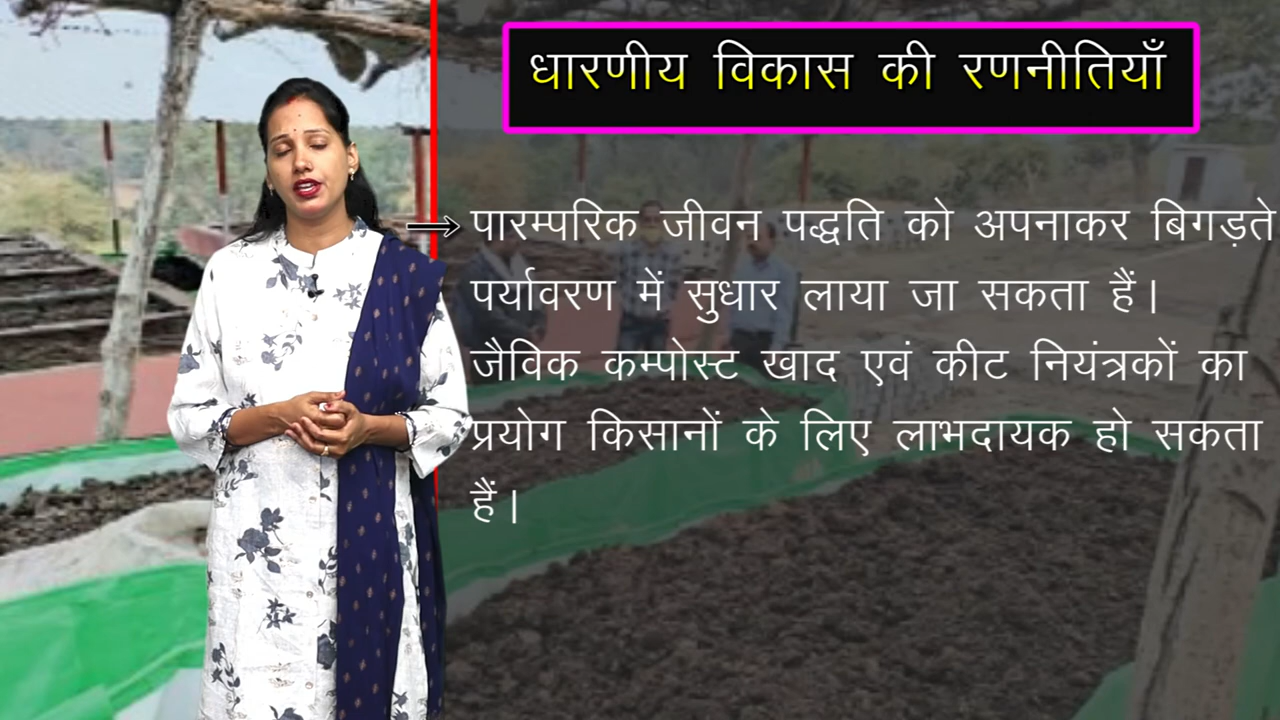 धारणीय विकास की रणनीतियाँ
पारम्परिक जीवन पद्धति को अपनाकर बिगड़ते
पर्यावरण में सुधार लाया जा सकता हैं।
जैविक कम्पोस्ट खाद एवं कीट नियंत्रकों का
प्रयोग किसानों के लिए लाभदायक हो सकता
हैं।